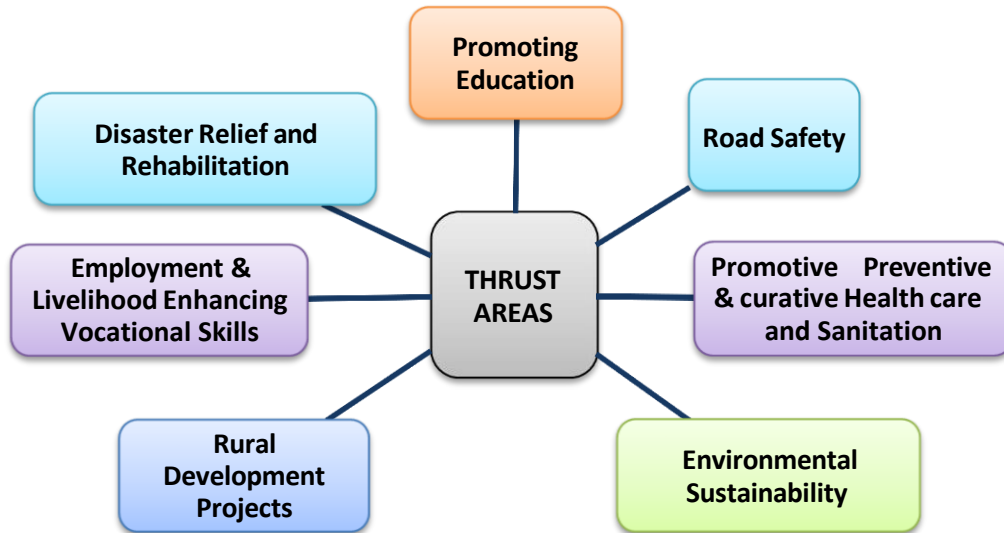 Promoting
Education
Disaster Relief and
Rehabilitation
Road Safety
THRUST
AREAS
Employment &
Livelihood Enhancing
Vocational Skills
Promotive Preventive
& curative Health care
and Sanitation
Rural
Development
Projects
Environmental
Sustainability